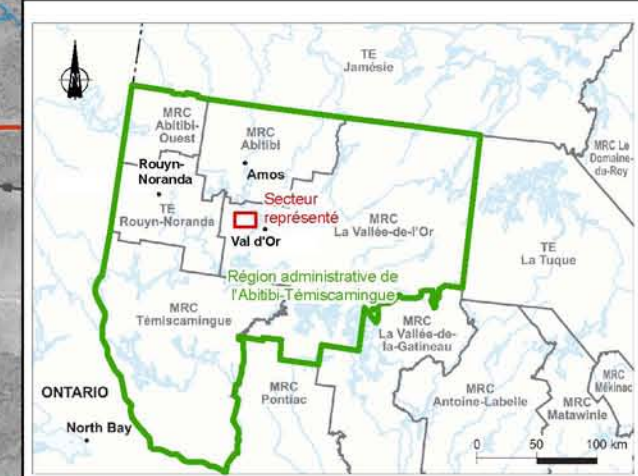 TE
Jamésie
MRC
Abitibi-
Ouest
MRC
Abitibi
MRC Le
Domaine-
du-Roy
Rouyn-
Noranda
Amos
TE
Rouyn-Noranda
Secteur
représenté
MRC
La Vallée-de-l'Or
Val d'Or
TE
La Tuque
Région administrative de
l'Abitibi-Témiscamingue
MRC
Témiscamingue
MRC
La Vallée-de-
la-Gatineau
MRC
Mékinac
ONTARIO
MRC
Pontiac
MRC
Antoine-Labelle
MRC
Matawinie
North Bay
0 50 100 km